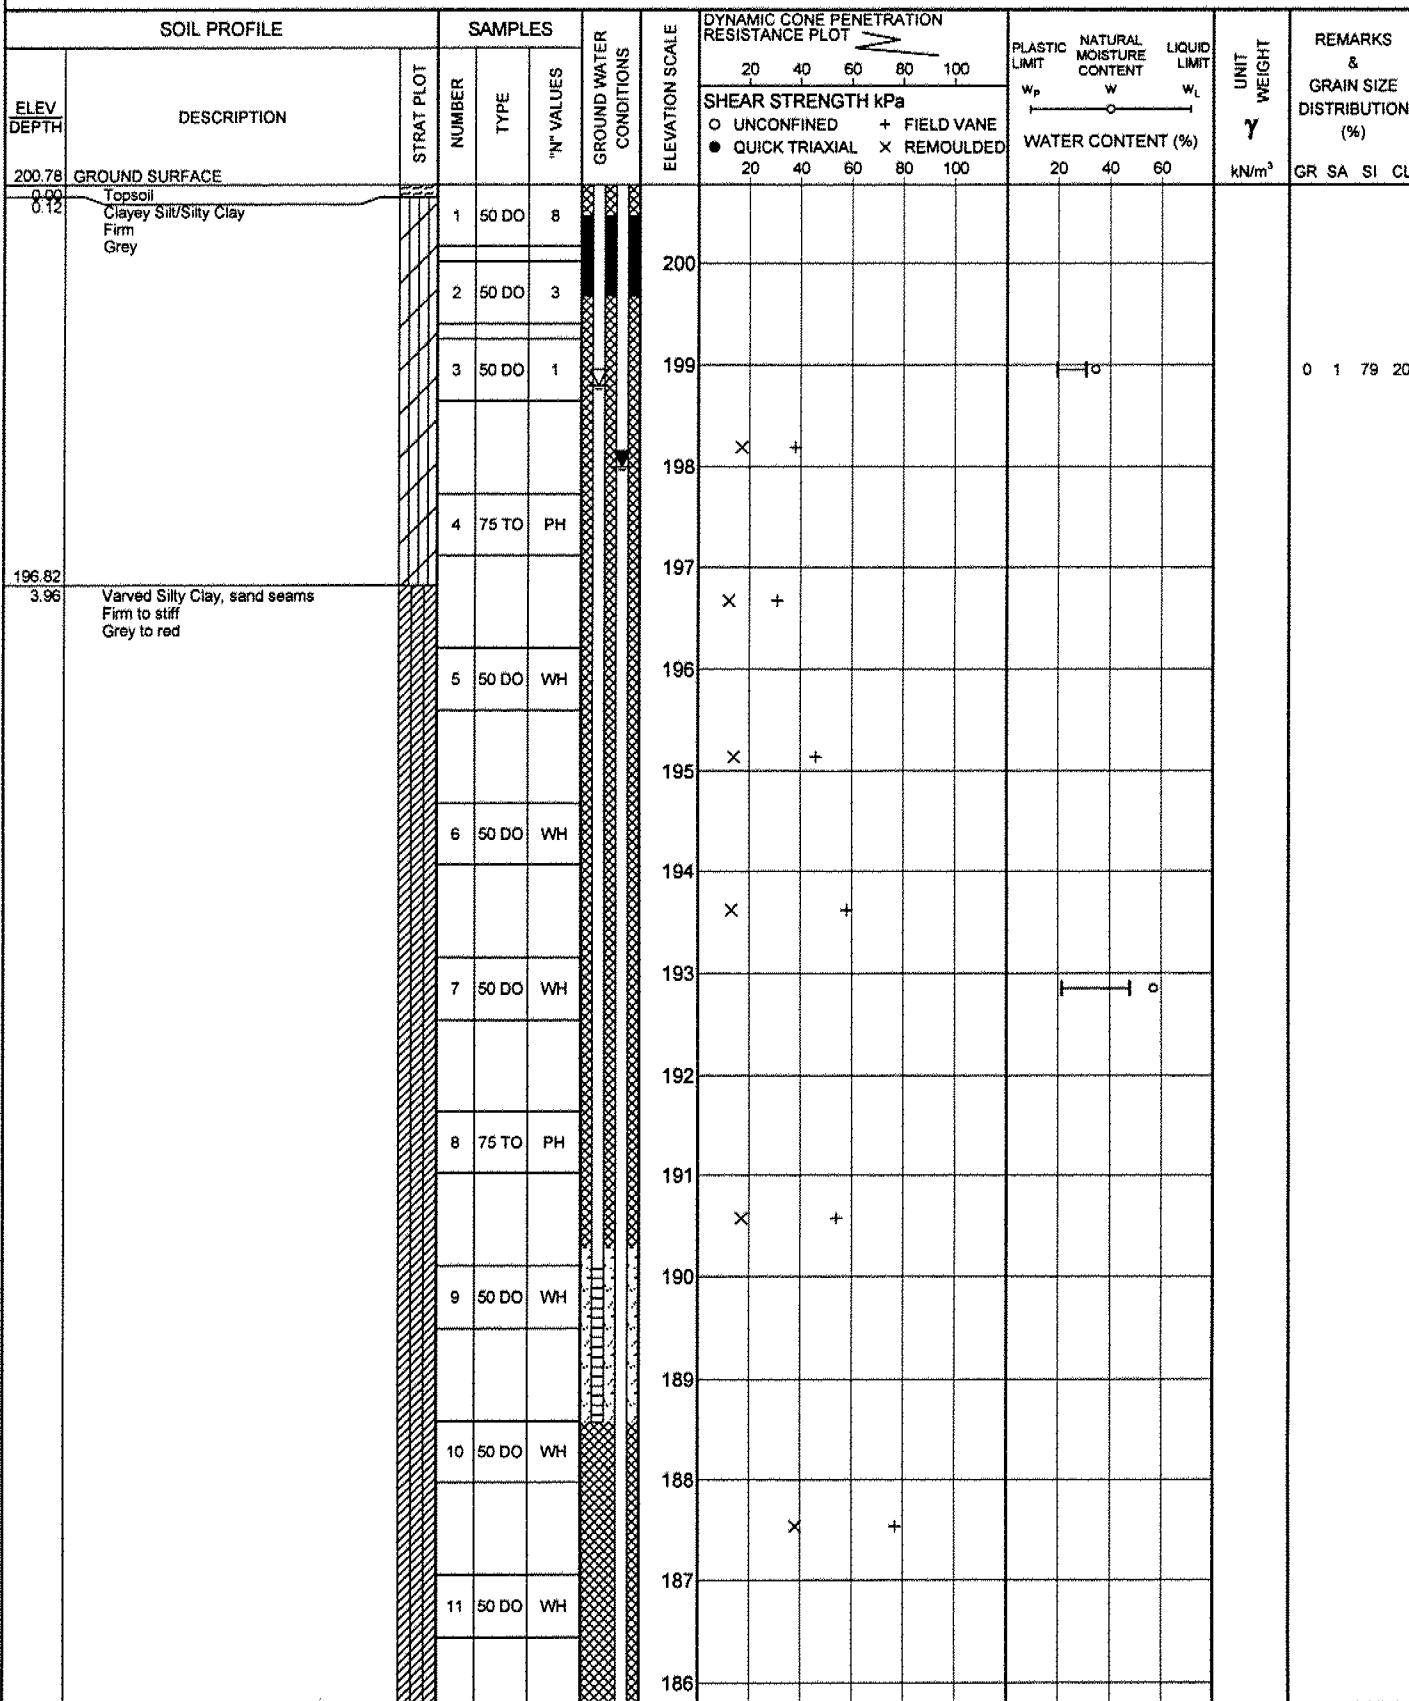 SOIL PROFILE
SAMPLES
ELEV
DEPTH
DESCRIPTION
STRAT PLOT
NUMBER
TYPE
"N" VALUES
GROUND WATER
CONDITIONS
ELEVATION SCALE
DYNAMIC CONE PENETRATION
RESISTANCE PLOT
20 40 60 80 100
SHEAR STRENGTH kPa
UNCONFINED + FIELD VANE
QUICK TRIAXIAL × REMOULDED
20 40 60 80 100
PLASTIC
LIMIT
NATURAL
MOISTURE
CONTENT
LIQUID
LIMIT
WP W WL
WATER CONTENT (%)
20 40 60
UNIT
WEIGHT
γ
kN/m³
REMARKS
&
GRAIN SIZE
DISTRIBUTION
(%)
GR SA SI CL
200.78 GROUND SURFACE
0.00 Topsoil
0.12 Clayey Silt/Silty Clay
Firm
Grey
1 50 DO 8
200
2 50 DO 3
199
3 50 DO 1
0 1 79 20
198
4 75 TO PH
197
196.82
3.96 Varved Silty Clay, sand seams
Firm to stiff
Grey to red
196
5 50 DO WH
195
6 50 DO WH
194
193
7 50 DO WH
192
8 75 TO PH
191
190
9 50 DO WH
189
10 50 DO WH
188
187
11 50 DO WH
186